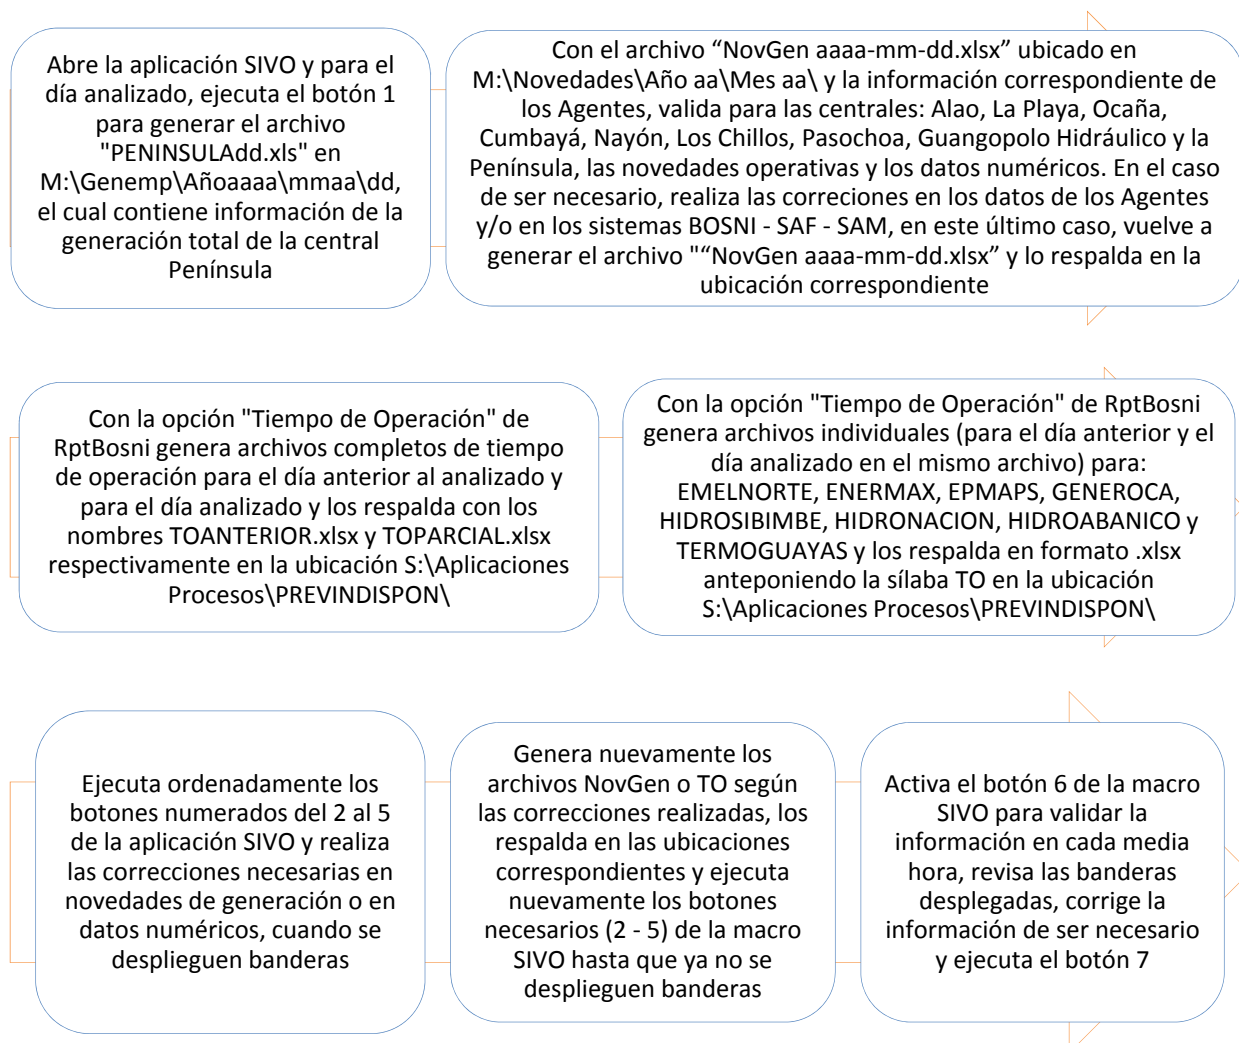 Abre la aplicación SIVO y para el
día analizado, ejecuta el botón 1
para generar el archivo
"PENINSULAdd.xls" en
M:\Genemp\Añoaaaa\mmaa\dd,
el cual contiene información de la
generación total de la central
Península
Con el archivo “NovGen aaaa-mm-dd.xlsx” ubicado en
M:\Novedades\Año aa\Mes aa\ y la información correspondiente de
los Agentes, valida para las centrales: Alao, La Playa, Ocaña,
Cumbayá, Nayón, Los Chillos, Pasochoa, Guangopolo Hidráulico y la
Península, las novedades operativas y los datos numéricos. En el caso
de ser necesario, realiza las correciones en los datos de los Agentes
y/o en los sistemas BOSNI - SAF - SAM, en este último caso, vuelve a
generar el archivo "“NovGen aaaa-mm-dd.xlsx” y lo respalda en la
ubicación correspondiente
Con la opción "Tiempo de Operación" de
RptBosni genera archivos completos de tiempo
de operación para el día anterior al analizado y
para el día analizado y los respalda con los
nombres TOANTERIOR.xlsx y TOPARCIAL.xlsx
respectivamente en la ubicación S:\Aplicaciones
Procesos\PREVINDISPON\
Con la opción "Tiempo de Operación" de RptBosni
genera archivos individuales (para el día anterior y el
día analizado en el mismo archivo) para:
EMELNORTE, ENERMAX, EPMAPS, GENEROCA,
HIDROSIBIMBE, HIDRONACION, HIDROABANICO y
TERMOGUAYAS y los respalda en formato .xlsx
anteponiendo la sílaba TO en la ubicación
S:\Aplicaciones Procesos\PREVINDISPON\
Ejecuta ordenadamente los
botones numerados del 2 al 5
de la aplicación SIVO y realiza
las correcciones necesarias en
novedades de generación o en
datos numéricos, cuando se
desplieguen banderas
Genera nuevamente los
archivos NovGen o TO según
las correcciones realizadas, los
respalda en las ubicaciones
correspondientes y ejecuta
nuevamente los botones
necesarios (2 - 5) de la macro
SIVO hasta que ya no se
desplieguen banderas
Activa el botón 6 de la macro
SIVO para validar la
información en cada media
hora, revisa las banderas
desplegadas, corrige la
información de ser necesario
y ejecuta el botón 7